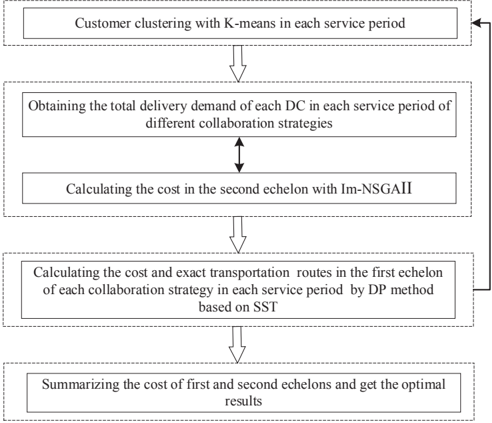 Customer clustering with K-means in each service period
Obtaining the total delivery demand of each DC in each service period of
different collaboration strategies
Calculating the cost in the second echelon with Im-NSGAII
Calculating the cost and exact transportation routes in the first echelon
of each collaboration strategy in each service period by DP method
based on SST
Summarizing the cost of first and second echelons and get the optimal
results